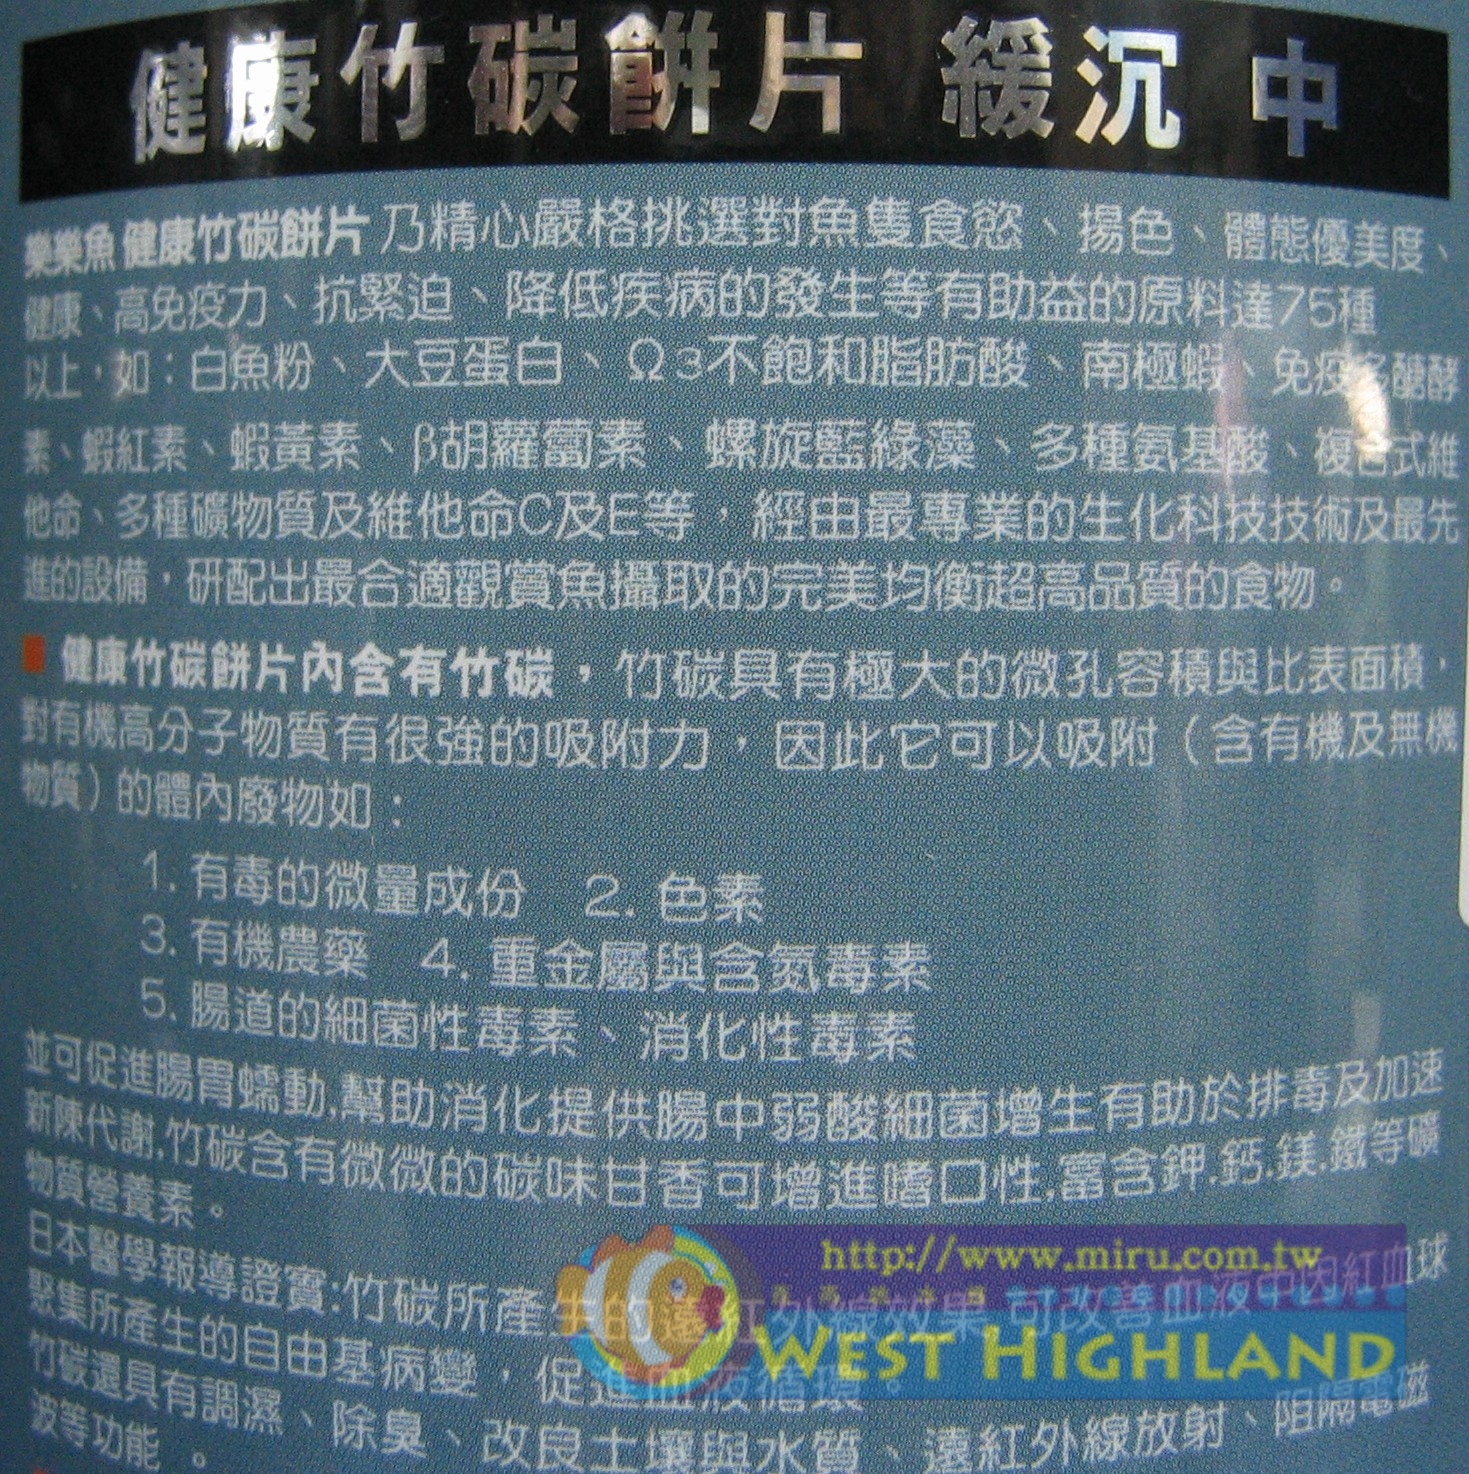 健康竹碳餅片 緩沉 中
樂樂魚 健康竹碳餅片 乃精心嚴格挑選對魚隻食慾、揚色、體態優美度、
健康、高免疫力、抗緊迫、降低疾病的發生等有助益的原料達75種
以上，如：白魚粉、大豆蛋白、Ω3不飽和脂肪酸、南極蝦、免疫多醣酵
素、蝦紅素、蝦黃素、β胡蘿蔔素、螺旋藍綠藻、多種氨基酸、複合式維
他命、多種礦物質及維他命C及E等，經由最專業的生化科技技術及最先
進的設備，研配出最合適觀賞魚攝取的完美均衡超高品質的食物。
健康竹碳餅片內含有竹碳，竹碳具有極大的微孔容積與比表面積，
對有機高分子物質有很強的吸附力，因此它可以吸附（含有機及無機
物質）的體內廢物如：
1. 有毒的微量成份 2. 色素
3. 有機農藥 4. 重金屬與含氮毒素
5. 腸道的細菌性毒素、消化性毒素
並可促進腸胃蠕動.幫助消化提供腸中弱酸細菌增生有助於排毒及加速
新陳代謝.竹碳含有微微的碳味甘香可增進嗜口性.富含鉀.鈣.鎂.鐵等礦
物質營養素。
日本醫學報導證實:竹碳所產生的遠紅外線效果 可改善血液中因紅血球
聚集所產生的自由基病變，促進血液循環。
竹碳還具有調濕、除臭、改良土壤與水質、遠紅外線放射、阻隔電磁
波等功能 。
http://www.miru.com.tw
WEST HIGHLAND